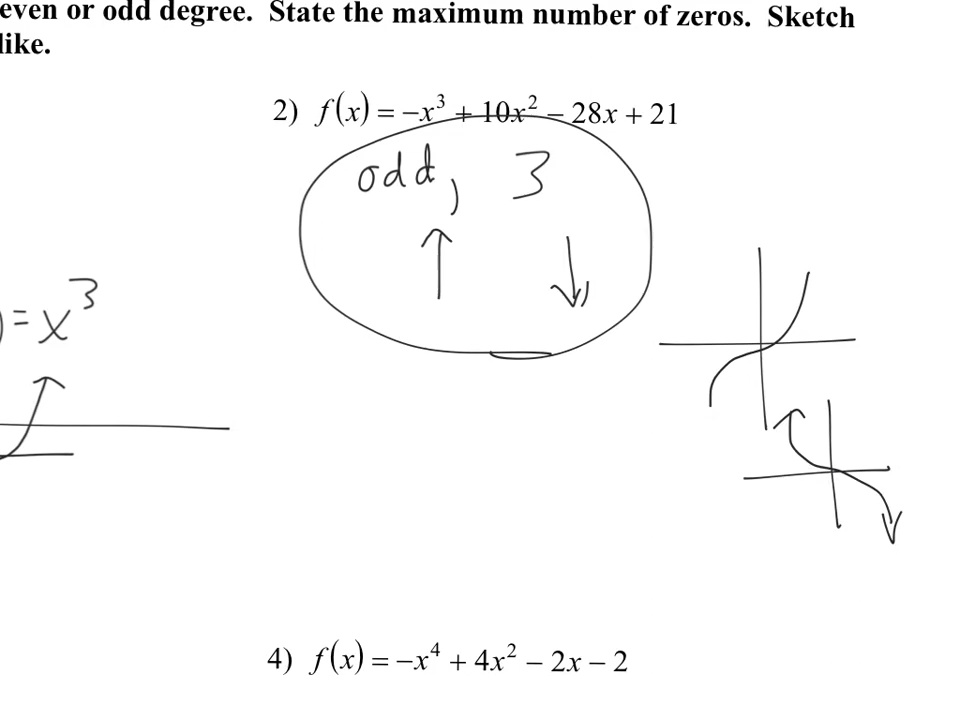 even or odd degree. State the maximum number of zeros. Sketch
like.
2) f(x) = −x³ + 10x² − 28x + 21
odd, 3
) = x³
4) f(x) = −x⁴ + 4x² − 2x − 2